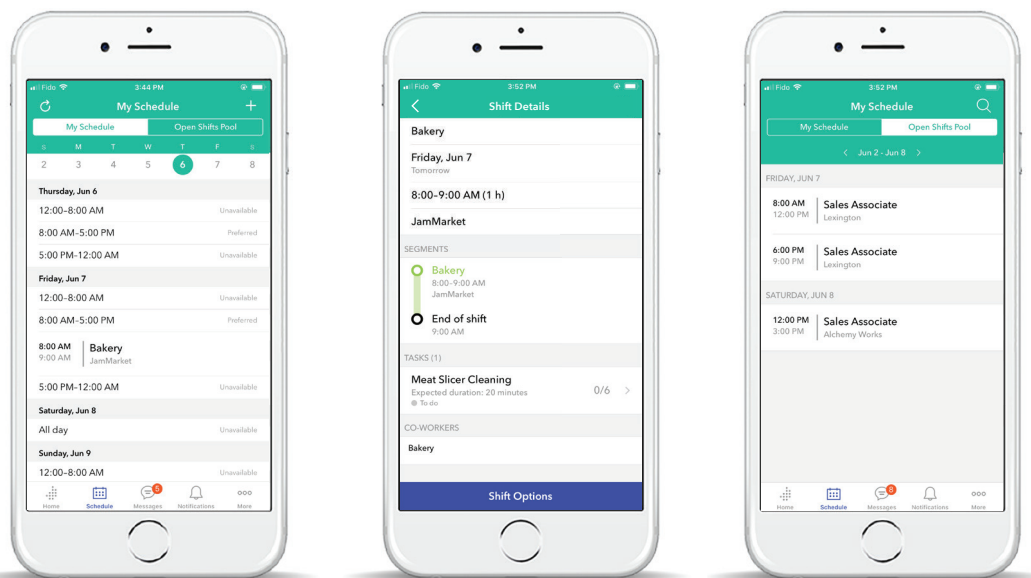 Fido 3:44 PM
My Schedule +
My Schedule Open Shifts Pool
S M T W T F S
2 3 4 5 6 7 8
Thursday, Jun 6
12:00–8:00 AM Unavailable
8:00 AM–5:00 PM Preferred
5:00 PM–12:00 AM Unavailable
Friday, Jun 7
12:00–8:00 AM Unavailable
8:00 AM–5:00 PM Preferred
8:00 AM Bakery
9:00 AM JamMarket
5:00 PM–12:00 AM Unavailable
Saturday, Jun 8
All day Unavailable
Sunday, Jun 9
12:00–8:00 AM Unavailable
5
Home Schedule Messages Notifications More
Fido 3:52 PM
Shift Details
Bakery
Friday, Jun 7
Tomorrow
8:00–9:00 AM (1 h)
JamMarket
SEGMENTS
Bakery
8:00–9:00 AM
JamMarket
End of shift
9:00 AM
TASKS (1)
Meat Slicer Cleaning
Expected duration: 20 minutes 0/6 >
To do
CO-WORKERS
Bakery
Shift Options
Fido 3:52 PM
My Schedule
My Schedule Open Shifts Pool
< Jun 2 - Jun 8 >
FRIDAY, JUN 7
8:00 AM Sales Associate
12:00 PM Lexington
6:00 PM Sales Associate
9:00 PM Lexington
SATURDAY, JUN 8
12:00 PM Sales Associate
3:00 PM Alchemy Works
8
Home Schedule Messages Notifications More